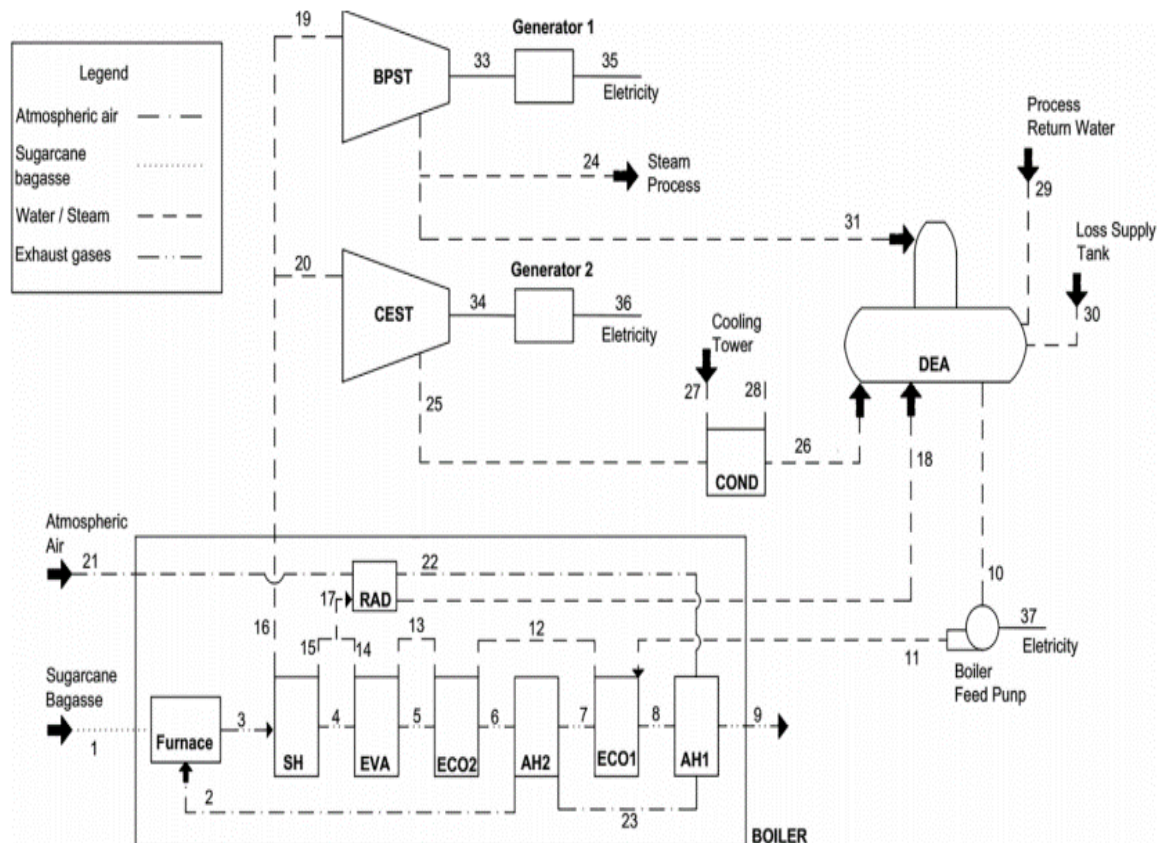 Legend
Atmospheric air
Sugarcane
bagasse
Water / Steam
Exhaust gases
19
BPST
33
Generator 1
35
Eletricity
24
Steam
Process
31
Process
Return Water
29
Loss Supply
Tank
30
20
CEST
34
Generator 2
36
Eletricity
25
Cooling
Tower
27
28
COND
26
DEA
18
10
Atmospheric
Air
21
RAD
22
17
16
15
14
13
12
11
37
Eletricity
Boiler
Feed Punp
Sugarcane
Bagasse
1
Furnace
3
SH
4
EVA
5
ECO2
6
AH2
7
ECO1
8
AH1
9
2
23
BOILER